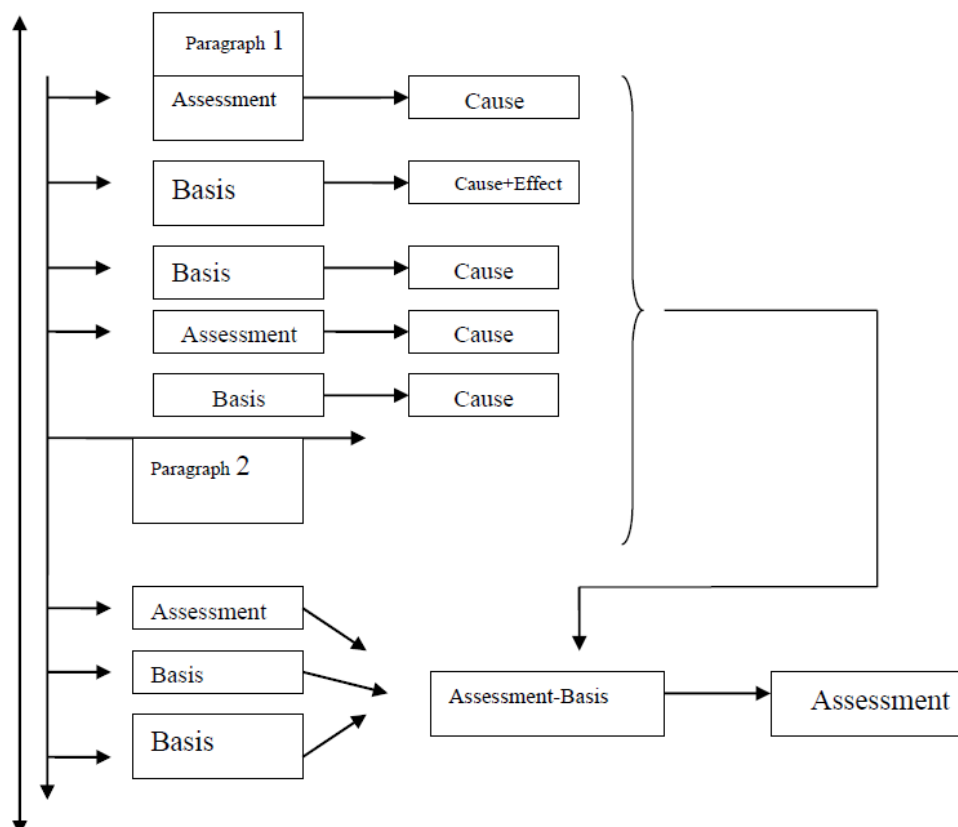 Paragraph 1
Assessment
Cause
Basis
Cause+Effect
Basis
Cause
Assessment
Cause
Basis
Cause
Paragraph 2
Assessment
Basis
Basis
Assessment-Basis
Assessment